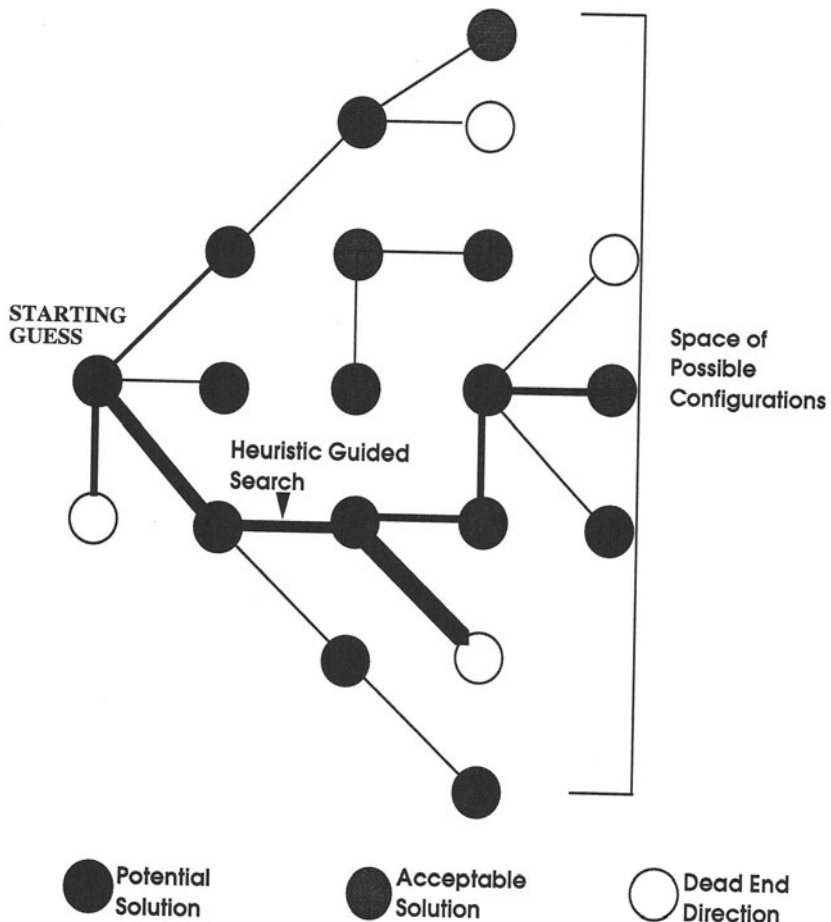 STARTING
GUESS
Space of
Possible
Configurations
Heuristic Guided
Search
Potential
Solution
Acceptable
Solution
Dead End
Direction